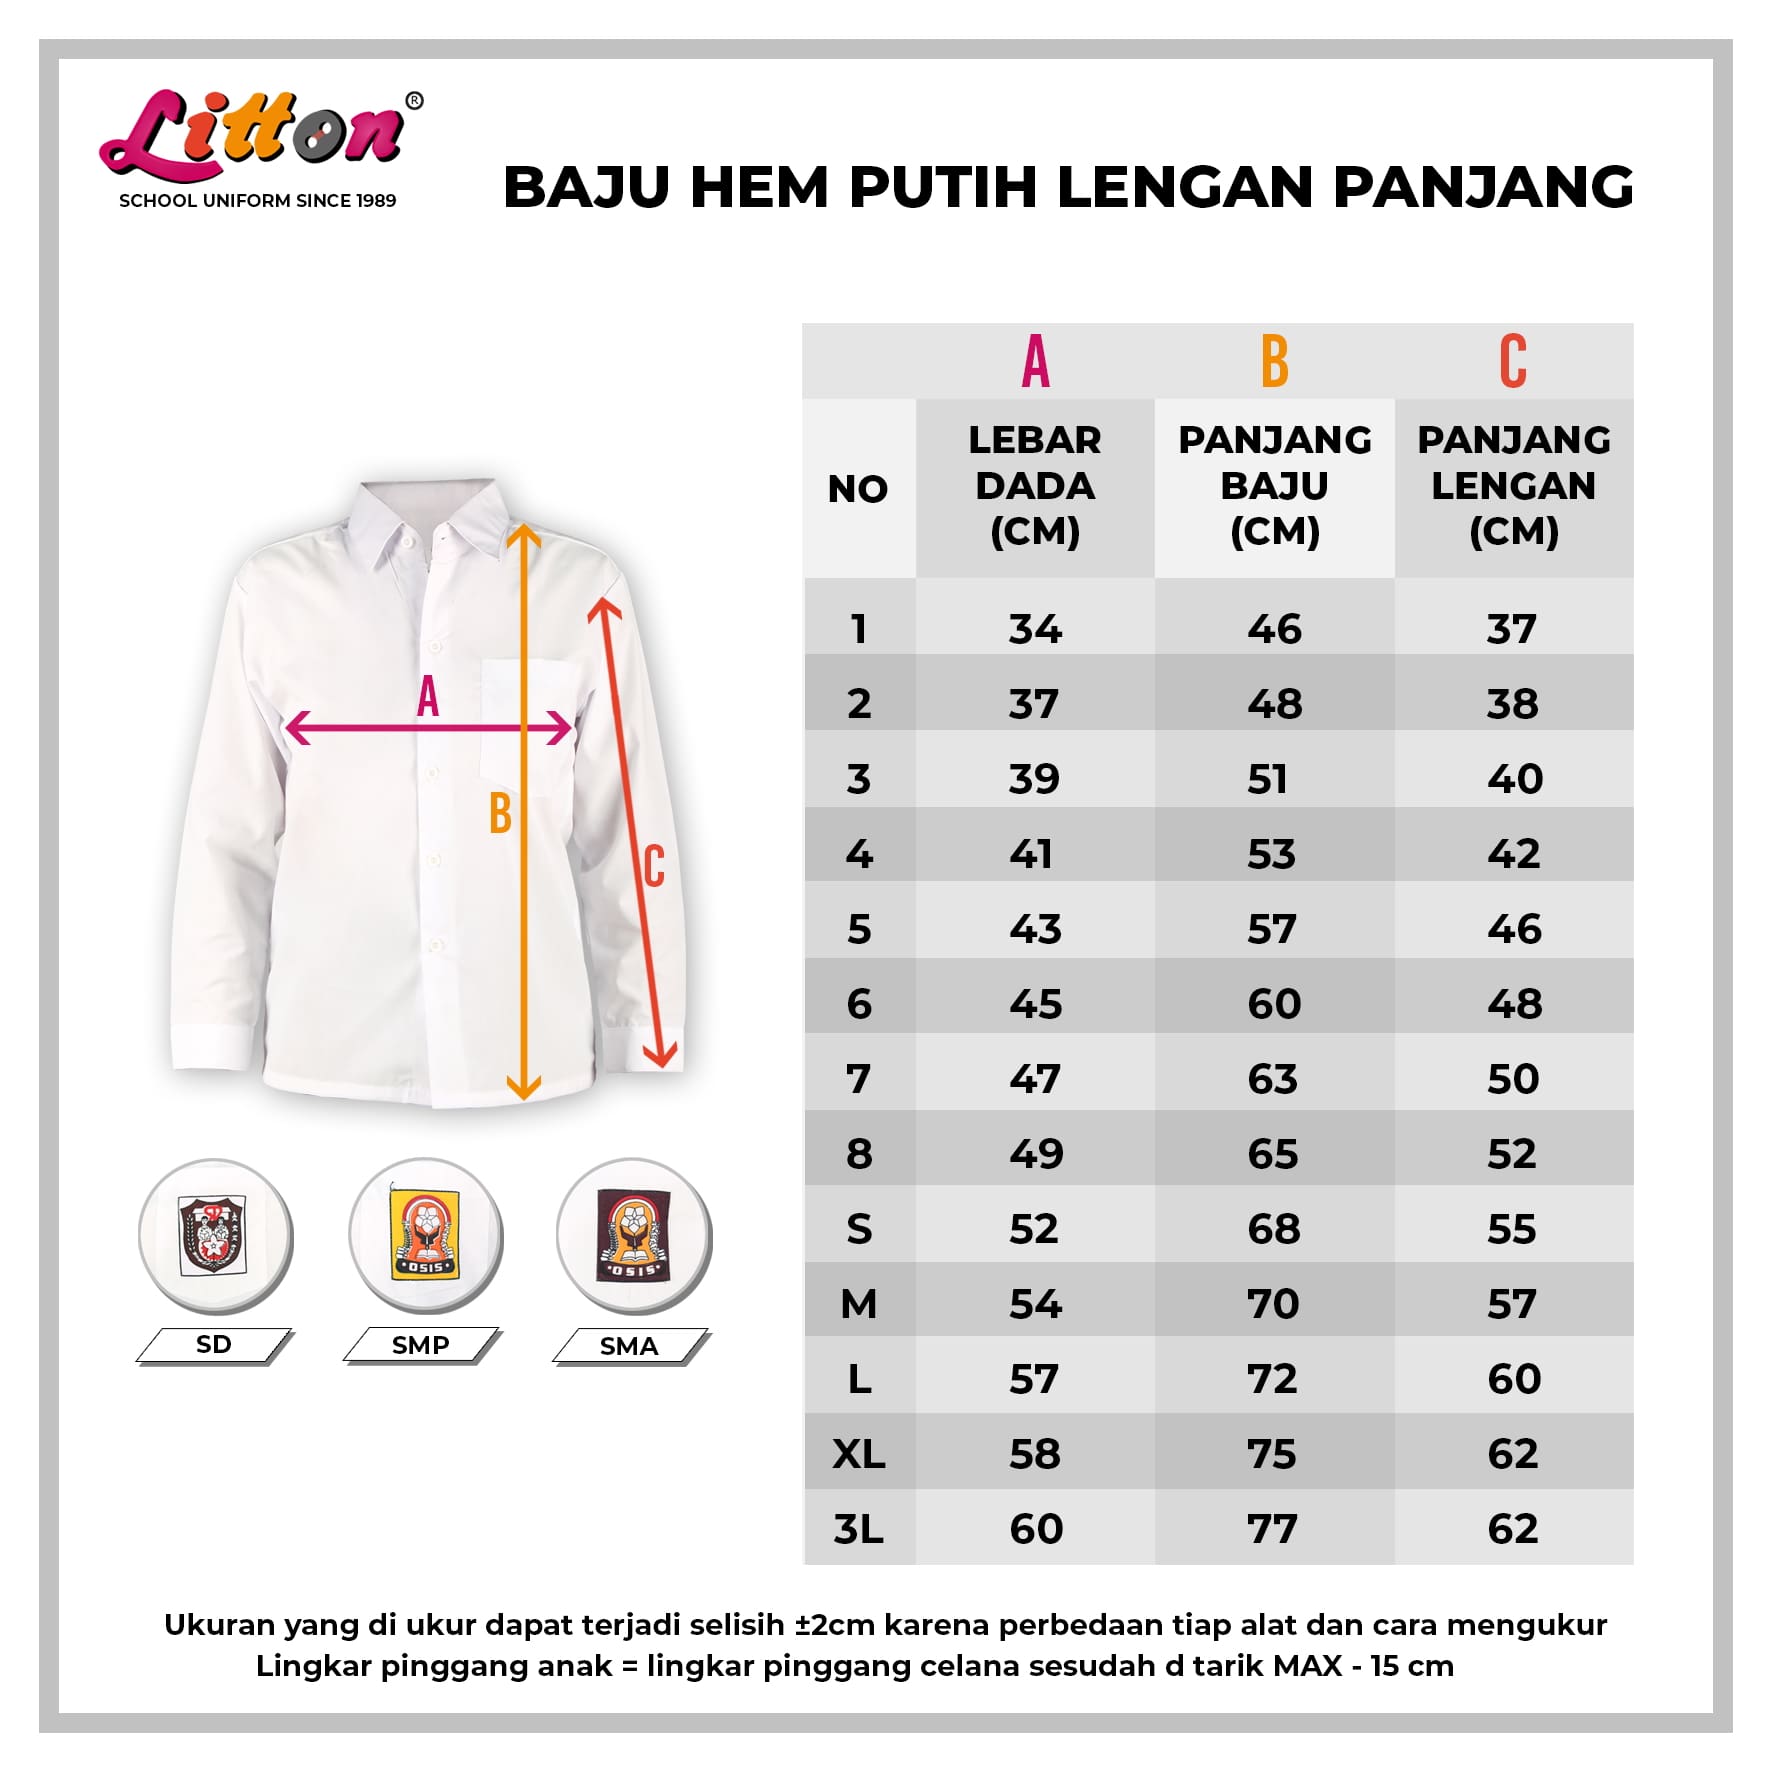 Litton®
SCHOOL UNIFORM SINCE 1989
BAJU HEM PUTIH LENGAN PANJANG
A B C
NO LEBAR DADA (CM) PANJANG BAJU (CM) PANJANG LENGAN (CM)
1 34 46 37
2 37 48 38
3 39 51 40
4 41 53 42
5 43 57 46
6 45 60 48
7 47 63 50
8 49 65 52
S 52 68 55
M 54 70 57
L 57 72 60
XL 58 75 62
3L 60 77 62
A
B
C
OSIS
OSIS
SD
SMP
SMA
Ukuran yang di ukur dapat terjadi selisih ±2cm karena perbedaan tiap alat dan cara mengukur
Lingkar pinggang anak = lingkar pinggang celana sesudah d tarik MAX - 15 cm